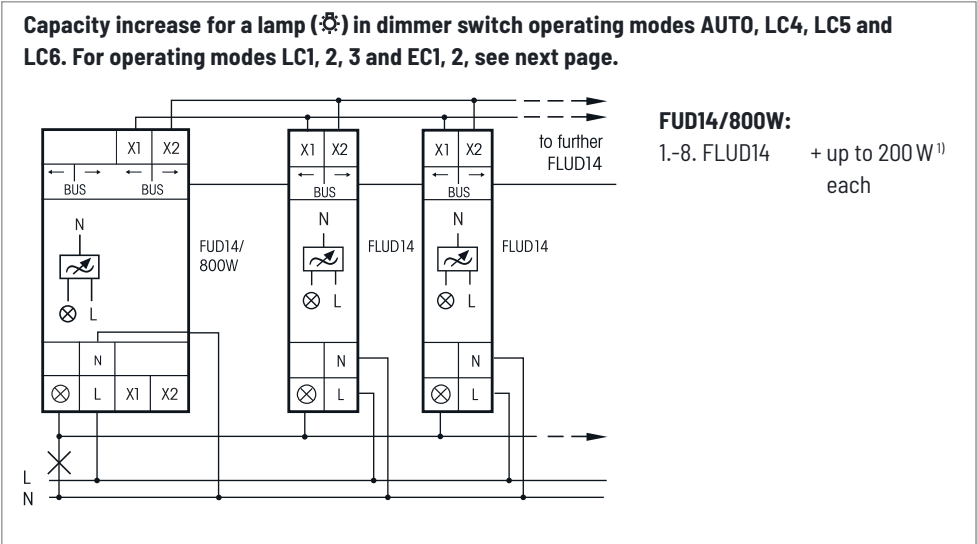 Capacity increase for a lamp ( ) in dimmer switch operating modes AUTO, LC4, LC5 and
LC6. For operating modes LC1, 2, 3 and EC1, 2, see next page.
FUD14/800W:
1.-8. FLUD14 + up to 200 W 1)
each
to further
FLUD14
X1 X2
BUS BUS
N
L
FUD14/
800W
N
L X1 X2
X1 X2
BUS
N
L
FLUD14
N
L
X1 X2
BUS
N
L
FLUD14
N
L
L
N